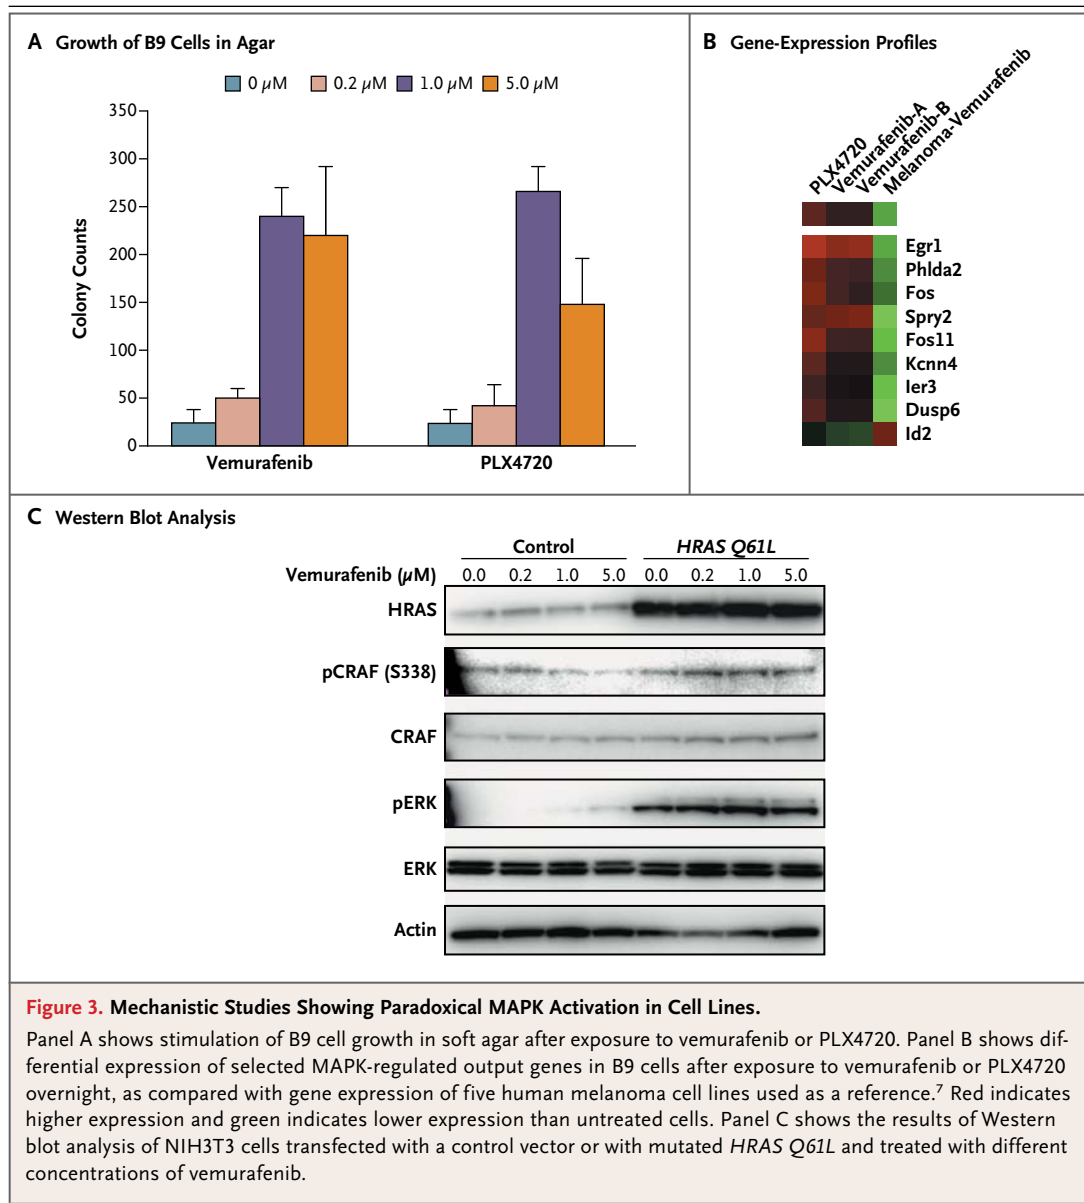 A Growth of B9 Cells in Agar
0 µM 0.2 µM 1.0 µM 5.0 µM
Colony Counts
350
300
250
200
150
100
50
0
Vemurafenib PLX4720
B Gene-Expression Profiles
PLX4720
Vemurafenib-A
Vemurafenib-B
Melanoma-Vemurafenib
Egr1
Phlda2
Fos
Spry2
Fos11
Kcnn4
Ier3
Dusp6
Id2
C Western Blot Analysis
Control HRAS Q61L
Vemurafenib (µM) 0.0 0.2 1.0 5.0 0.0 0.2 1.0 5.0
HRAS
pCRAF (S338)
CRAF
pERK
ERK
Actin
Figure 3. Mechanistic Studies Showing Paradoxical MAPK Activation in Cell Lines.
Panel A shows stimulation of B9 cell growth in soft agar after exposure to vemurafenib or PLX4720. Panel B shows dif-
ferential expression of selected MAPK-regulated output genes in B9 cells after exposure to vemurafenib or PLX4720
overnight, as compared with gene expression of five human melanoma cell lines used as a reference.7 Red indicates
higher expression and green indicates lower expression than untreated cells. Panel C shows the results of Western
blot analysis of NIH3T3 cells transfected with a control vector or with mutated HRAS Q61L and treated with different
concentrations of vemurafenib.